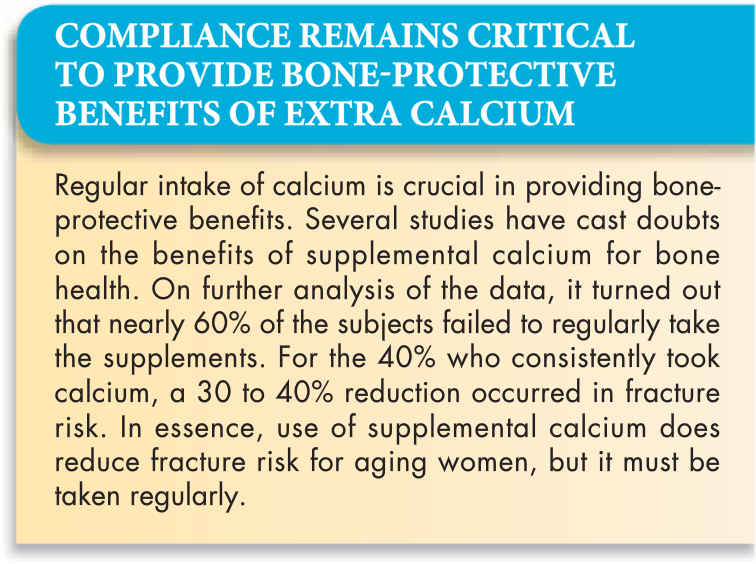 COMPLIANCE REMAINS CRITICAL
TO PROVIDE BONE-PROTECTIVE
BENEFITS OF EXTRA CALCIUM
Regular intake of calcium is crucial in providing bone-
protective benefits. Several studies have cast doubts
on the benefits of supplemental calcium for bone
health. On further analysis of the data, it turned out
that nearly 60% of the subjects failed to regularly take
the supplements. For the 40% who consistently took
calcium, a 30 to 40% reduction occurred in fracture
risk. In essence, use of supplemental calcium does
reduce fracture risk for aging women, but it must be
taken regularly.